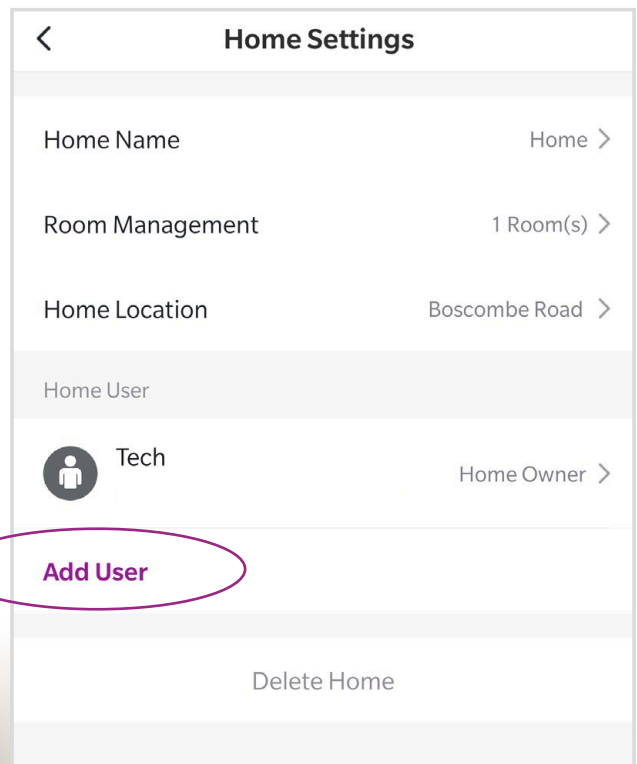 Home Settings
Home Name Home
Room Management 1 Room(s)
Home Location Boscombe Road
Home User
Tech
Home Owner
Add User
Delete Home